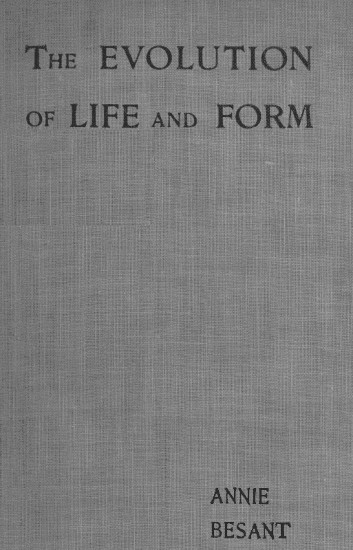 THE EVOLUTION
OF LIFE AND FORM
ANNIE
BESANT